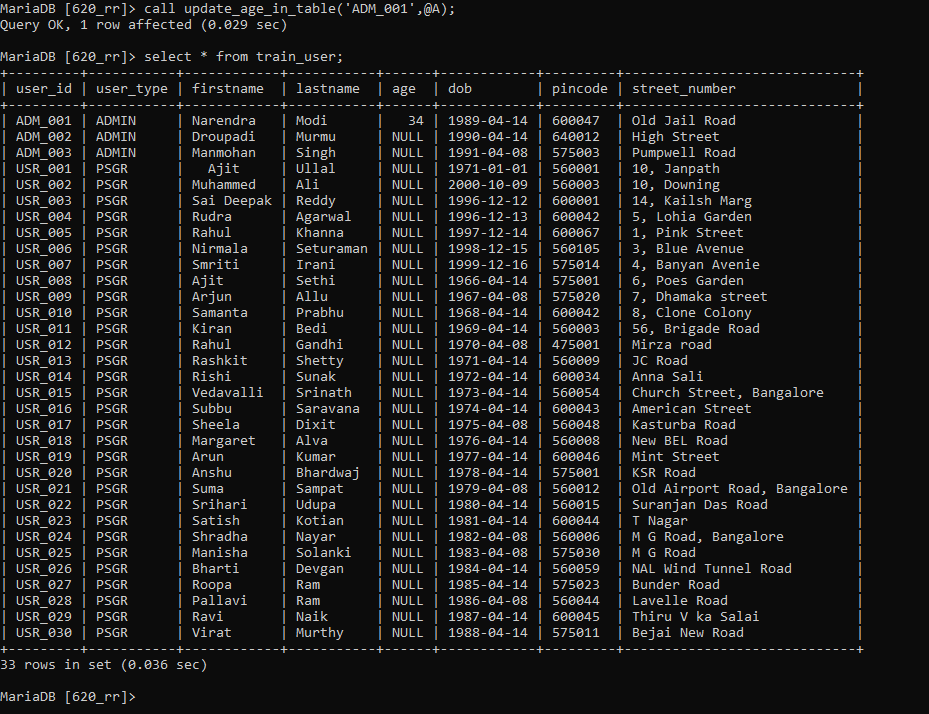 MariaDB [620_rr]> call update_age_in_table('ADM_001',@A);
Query OK, 1 row affected (0.029 sec)
MariaDB [620_rr]> select * from train_user;
+---------+-----------+------------+-----------+------+------------+---------+-----------------------------+
| user_id | user_type | firstname  | lastname  | age  | dob        | pincode | street_number               |
+---------+-----------+------------+-----------+------+------------+---------+-----------------------------+
| ADM_001 | ADMIN     | Narendra   | Modi      |   34 | 1989-04-14 | 600047  | Old Jail Road               |
| ADM_002 | ADMIN     | Droupadi   | Murmu     | NULL | 1990-04-14 | 640012  | High Street                 |
| ADM_003 | ADMIN     | Manmohan   | Singh     | NULL | 1991-04-08 | 575003  | Pumpwell Road               |
| USR_001 | PSGR      |   Ajit     | Ullal     | NULL | 1971-01-01 | 560001  | 10, Janpath                 |
| USR_002 | PSGR      | Muhammed   | Ali       | NULL | 2000-10-09 | 560003  | 10, Downing                 |
| USR_003 | PSGR      | Sai Deepak | Reddy     | NULL | 1996-12-12 | 600001  | 14, Kailsh Marg             |
| USR_004 | PSGR      | Rudra      | Agarwal   | NULL | 1996-12-13 | 600042  | 5, Lohia Garden             |
| USR_005 | PSGR      | Rahul      | Khanna    | NULL | 1997-12-14 | 600067  | 1, Pink Street              |
| USR_006 | PSGR      | Nirmala    | Seturaman | NULL | 1998-12-15 | 560105  | 3, Blue Avenue              |
| USR_007 | PSGR      | Smriti     | Irani     | NULL | 1999-12-16 | 575014  | 4, Banyan Avenie            |
| USR_008 | PSGR      | Ajit       | Sethi     | NULL | 1966-04-14 | 575001  | 6, Poes Garden              |
| USR_009 | PSGR      | Arjun      | Allu      | NULL | 1967-04-08 | 575020  | 7, Dhamaka street           |
| USR_010 | PSGR      | Samanta    | Prabhu    | NULL | 1968-04-14 | 600042  | 8, Clone Colony             |
| USR_011 | PSGR      | Kiran      | Bedi      | NULL | 1969-04-14 | 560003  | 56, Brigade Road            |
| USR_012 | PSGR      | Rahul      | Gandhi    | NULL | 1970-04-08 | 475001  | Mirza road                  |
| USR_013 | PSGR      | Rashkit    | Shetty    | NULL | 1971-04-14 | 560009  | JC Road                     |
| USR_014 | PSGR      | Rishi      | Sunak     | NULL | 1972-04-14 | 600034  | Anna Sali                   |
| USR_015 | PSGR      | Vedavalli  | Srinath   | NULL | 1973-04-14 | 560054  | Church Street, Bangalore    |
| USR_016 | PSGR      | Subbu      | Saravana  | NULL | 1974-04-14 | 600043  | American Street             |
| USR_017 | PSGR      | Sheela     | Dixit     | NULL | 1975-04-08 | 560048  | Kasturba Road               |
| USR_018 | PSGR      | Margaret   | Alva      | NULL | 1976-04-14 | 560008  | New BEL Road                |
| USR_019 | PSGR      | Arun       | Kumar     | NULL | 1977-04-14 | 600046  | Mint Street                 |
| USR_020 | PSGR      | Anshu      | Bhardwaj  | NULL | 1978-04-14 | 575001  | KSR Road                    |
| USR_021 | PSGR      | Suma       | Sampat    | NULL | 1979-04-08 | 560012  | Old Airport Road, Bangalore |
| USR_022 | PSGR      | Srihari    | Udupa     | NULL | 1980-04-14 | 560015  | Suranjan Das Road           |
| USR_023 | PSGR      | Satish     | Kotian    | NULL | 1981-04-14 | 600044  | T Nagar                     |
| USR_024 | PSGR      | Shradha    | Nayar     | NULL | 1982-04-08 | 560006  | M G Road, Bangalore         |
| USR_025 | PSGR      | Manisha    | Solanki   | NULL | 1983-04-08 | 575030  | M G Road                    |
| USR_026 | PSGR      | Bharti     | Devgan    | NULL | 1984-04-14 | 560059  | NAL Wind Tunnel Road        |
| USR_027 | PSGR      | Roopa      | Ram       | NULL | 1985-04-14 | 575023  | Bunder Road                 |
| USR_028 | PSGR      | Pallavi    | Ram       | NULL | 1986-04-08 | 560044  | Lavelle Road                |
| USR_029 | PSGR      | Ravi       | Naik      | NULL | 1987-04-14 | 600045  | Thiru V ka Salai            |
| USR_030 | PSGR      | Virat      | Murthy    | NULL | 1988-04-14 | 575011  | Bejai New Road              |
+---------+-----------+------------+-----------+------+------------+---------+-----------------------------+
33 rows in set (0.036 sec)
MariaDB [620_rr]>